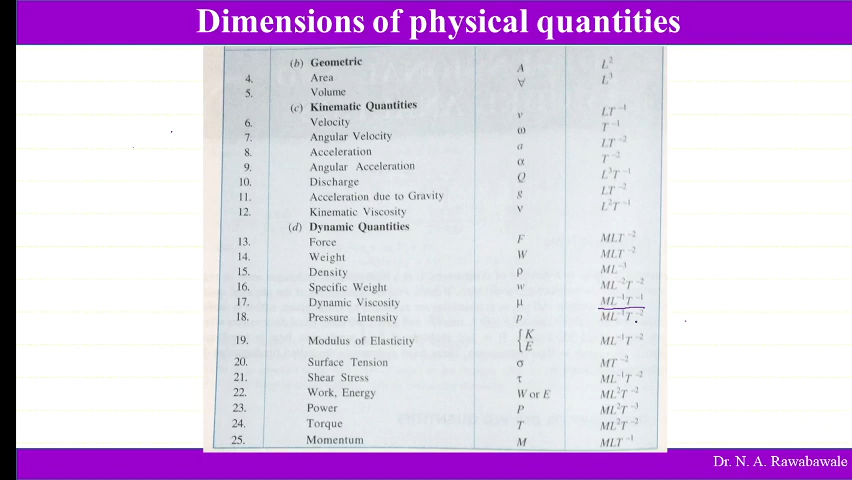 Dimensions of physical quantities
(b) Geometric
4. Area A L²
5. Volume ∀ L³
(c) Kinematic Quantities
6. Velocity v LT⁻¹
7. Angular Velocity ω T⁻¹
8. Acceleration a LT⁻²
9. Angular Acceleration α T⁻²
10. Discharge Q L³T⁻¹
11. Acceleration due to Gravity g LT⁻²
12. Kinematic Viscosity ν L²T⁻¹
(d) Dynamic Quantities
13. Force F MLT⁻²
14. Weight W MLT⁻²
15. Density ρ ML⁻³
16. Specific Weight w ML⁻²T⁻²
17. Dynamic Viscosity μ ML⁻¹T⁻¹
18. Pressure Intensity p ML⁻¹T⁻²
19. Modulus of Elasticity {K E ML⁻¹T⁻²
20. Surface Tension σ MT⁻²
21. Shear Stress τ ML⁻¹T⁻²
22. Work, Energy W or E ML²T⁻²
23. Power P ML²T⁻³
24. Torque T ML²T⁻²
25. Momentum M MLT⁻¹
Dr. N. A. Rawabawale